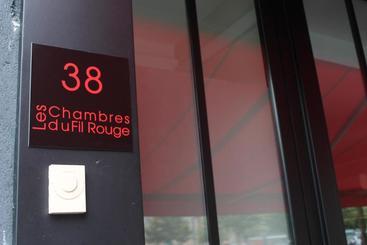 38
Les Chambres
du Fil Rouge